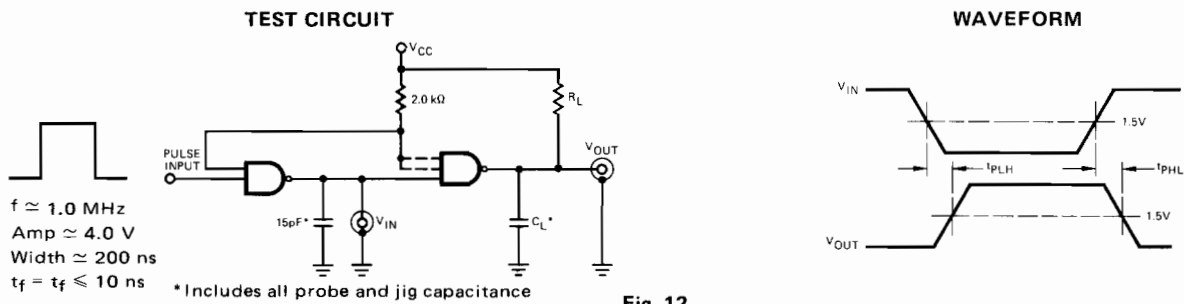 TEST CIRCUIT
VCC
2.0 kΩ
RL
PULSE
INPUT
VOUT
15pF*
VIN
CL*
f ≃ 1.0 MHz
Amp ≃ 4.0 V
Width ≃ 200 ns
tf = tf ⩽ 10 ns
*Includes all probe and jig capacitance
WAVEFORM
VIN
1.5V
tPLH
tPHL
1.5V
VOUT
Fig. 12